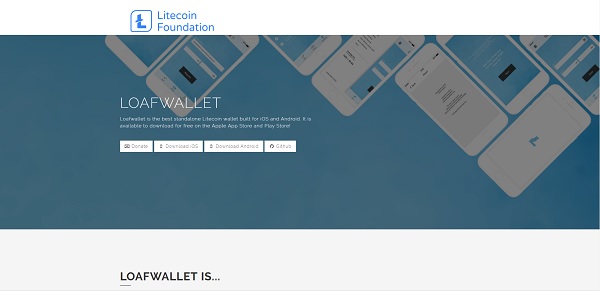 Litecoin
Foundation
LOAFWALLET
Loafwallet is the best standalone Litecoin wallet built for iOS and Android. It is
available to download for free on the Apple App Store and Play Store!
Donate
Download iOS
Download Android
Github
LOAFWALLET IS...